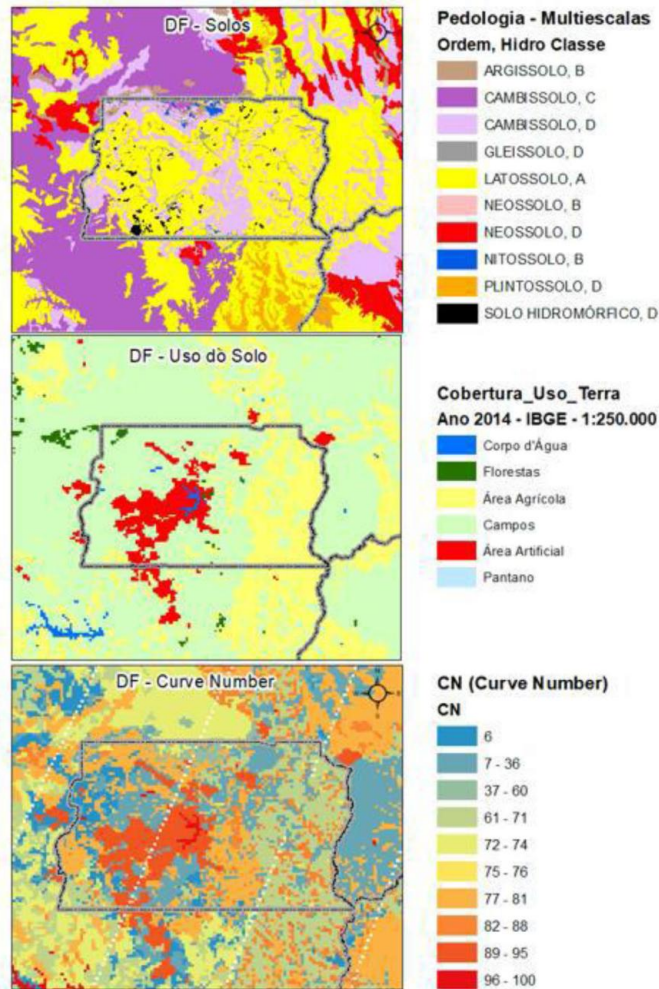 DF - Solos
Pedologia - Multiescalas
Ordem, Hidro Classe
ARGISSOLO, B
CAMBISSOLO, C
CAMBISSOLO, D
GLEISSOLO, D
LATOSSOLO, A
NEOSSOLO, B
NEOSSOLO, D
NITOSSOLO, B
PLINTOSSOLO, D
SOLO HIDROMÓRFICO, D
DF - Uso do Solo
Cobertura_Uso_Terra
Ano 2014 - IBGE - 1:250.000
Corpo d'Água
Florestas
Área Agrícola
Campos
Área Artificial
Pantano
DF - Curve Number
CN (Curve Number)
CN
6
7 - 36
37 - 60
61 - 71
72 - 74
75 - 76
77 - 81
82 - 88
89 - 95
96 - 100